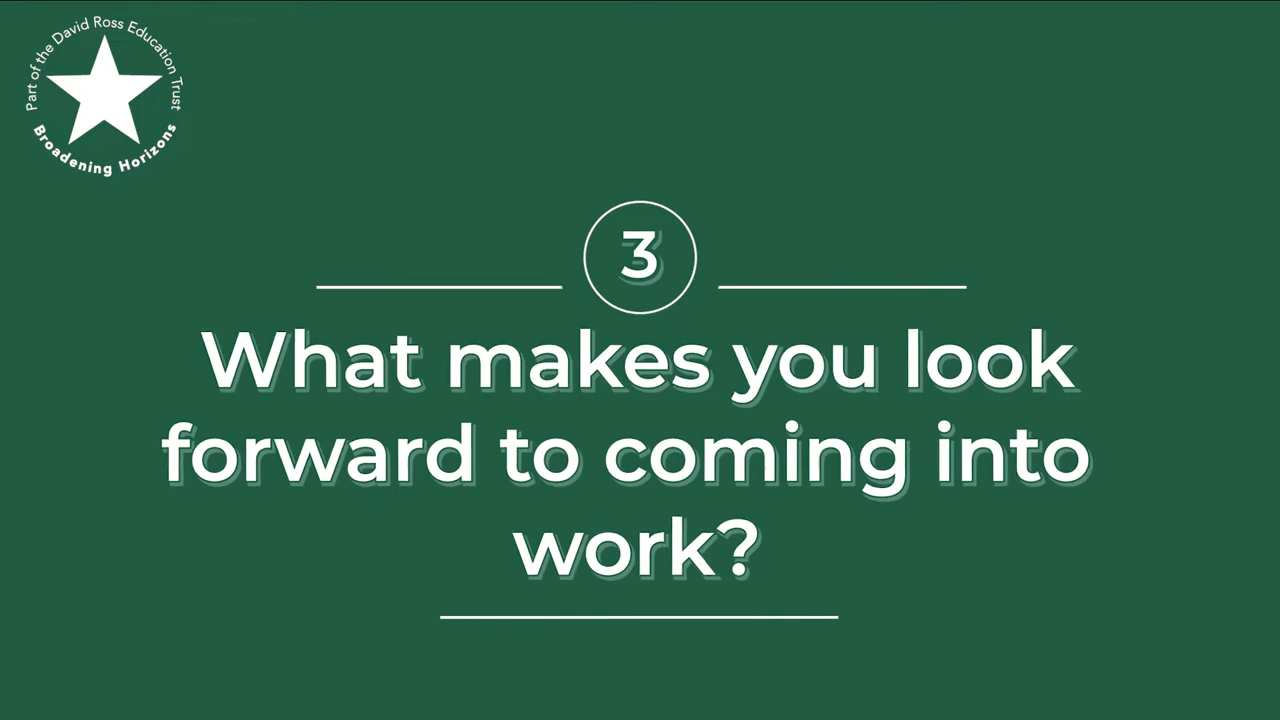 Part of the David Ross Education Trust
Broadening Horizons
3
What makes you look
forward to coming into
work?